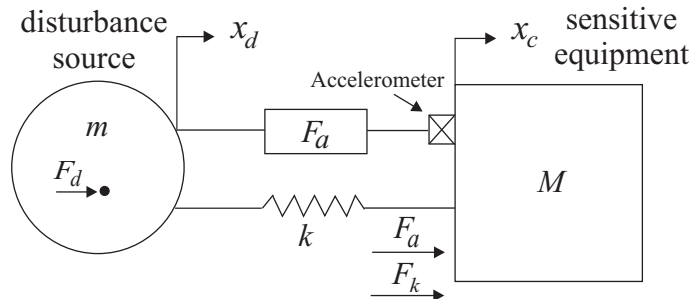 disturbance
source
x_d
sensitive
equipment
x_c
Accelerometer
m
F_a
F_d
M
k
F_a
F_k